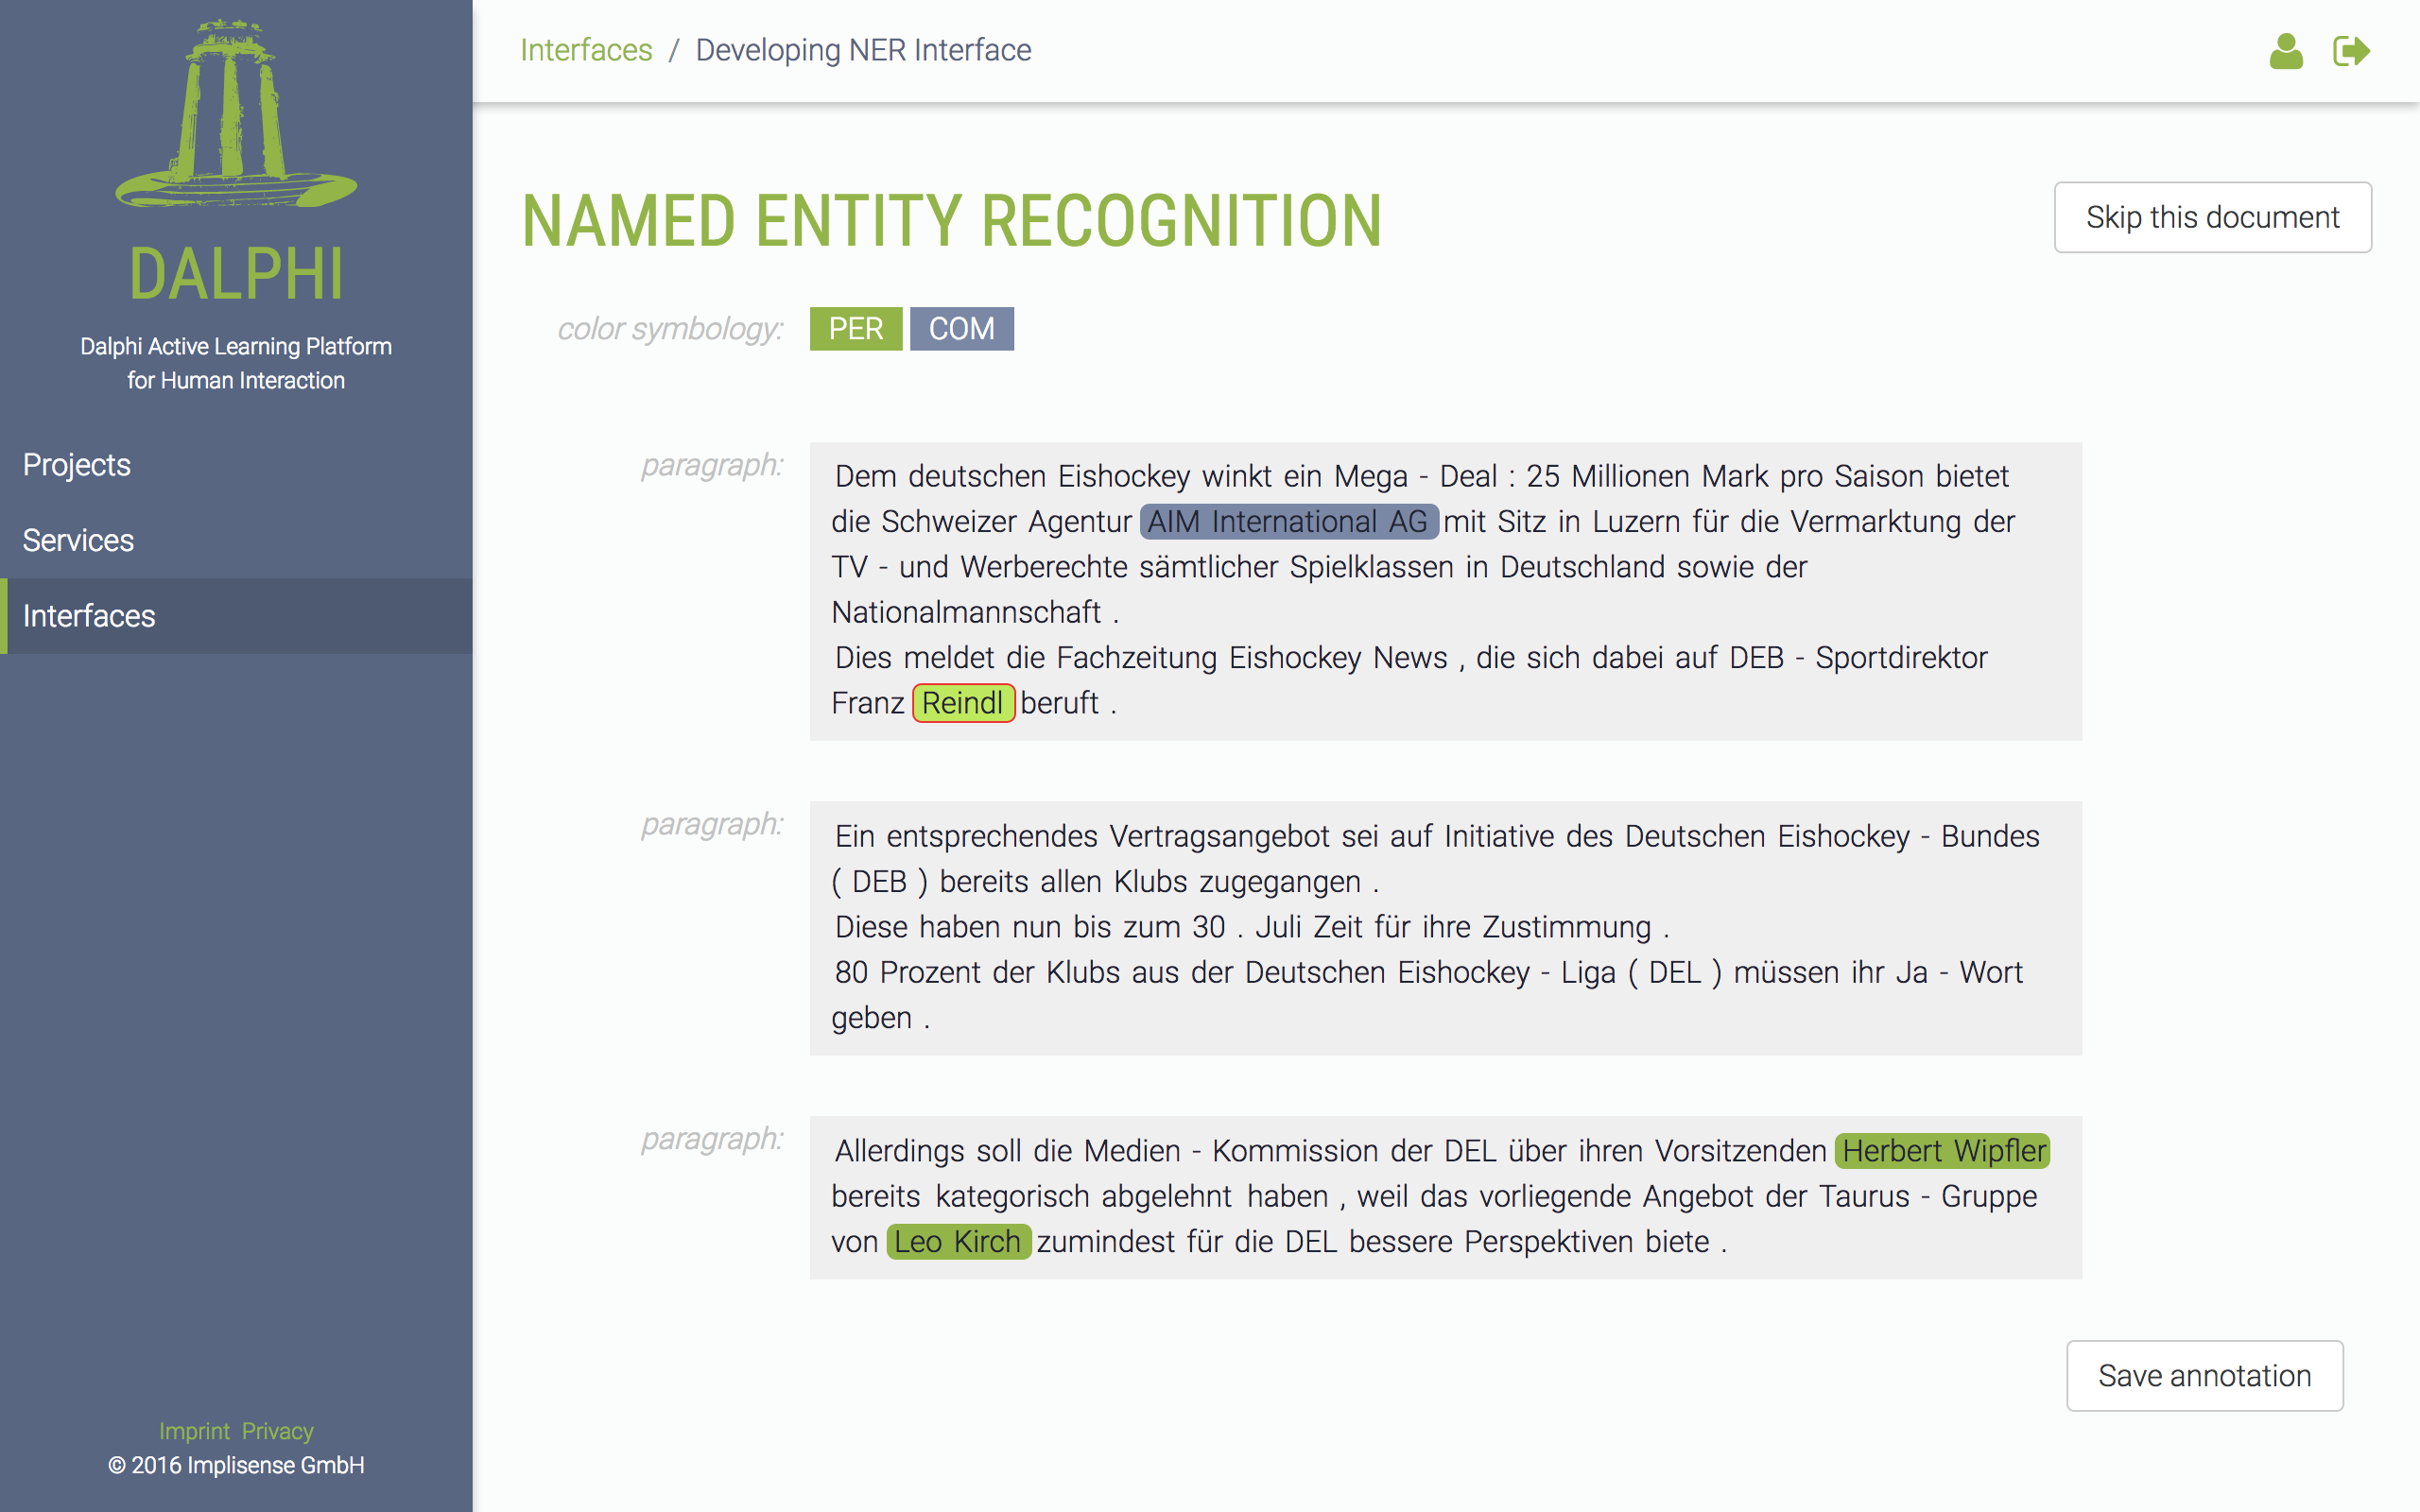 DALPHI
Dalphi Active Learning Platform
for Human Interaction
Projects
Services
Interfaces
Imprint Privacy
© 2016 Implisense GmbH
Interfaces / Developing NER Interface
NAMED ENTITY RECOGNITION
Skip this document
color symbology: PER COM
paragraph:
Dem deutschen Eishockey winkt ein Mega - Deal : 25 Millionen Mark pro Saison bietet
die Schweizer Agentur AIM International AG mit Sitz in Luzern für die Vermarktung der
TV - und Werberechte sämtlicher Spielklassen in Deutschland sowie der
Nationalmannschaft .
Dies meldet die Fachzeitung Eishockey News , die sich dabei auf DEB - Sportdirektor
Franz Reindl beruft .
paragraph:
Ein entsprechendes Vertragsangebot sei auf Initiative des Deutschen Eishockey - Bundes
( DEB ) bereits allen Klubs zugegangen .
Diese haben nun bis zum 30 . Juli Zeit für ihre Zustimmung .
80 Prozent der Klubs aus der Deutschen Eishockey - Liga ( DEL ) müssen ihr Ja - Wort
geben .
paragraph:
Allerdings soll die Medien - Kommission der DEL über ihren Vorsitzenden Herbert Wipfler
bereits kategorisch abgelehnt haben , weil das vorliegende Angebot der Taurus - Gruppe
von Leo Kirch zumindest für die DEL bessere Perspektiven biete .
Save annotation